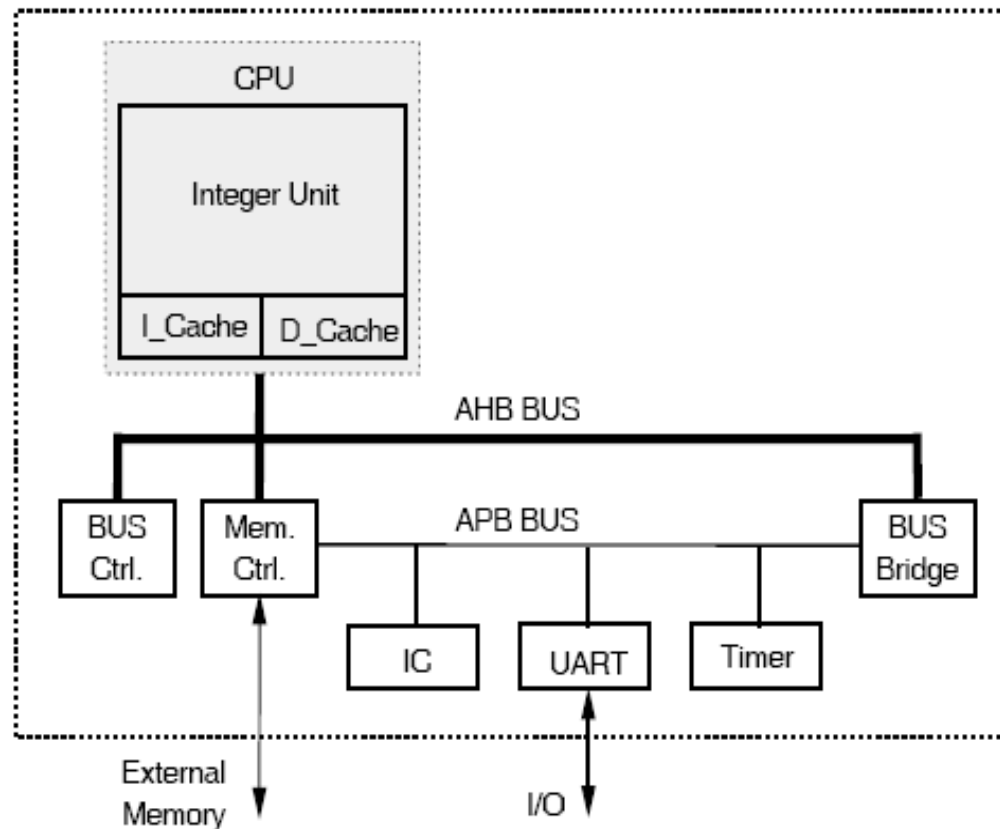 CPU
Integer Unit
I_Cache
D_Cache
AHB BUS
BUS
Ctrl.
Mem.
Ctrl.
APB BUS
BUS
Bridge
IC
UART
Timer
External
Memory
I/O